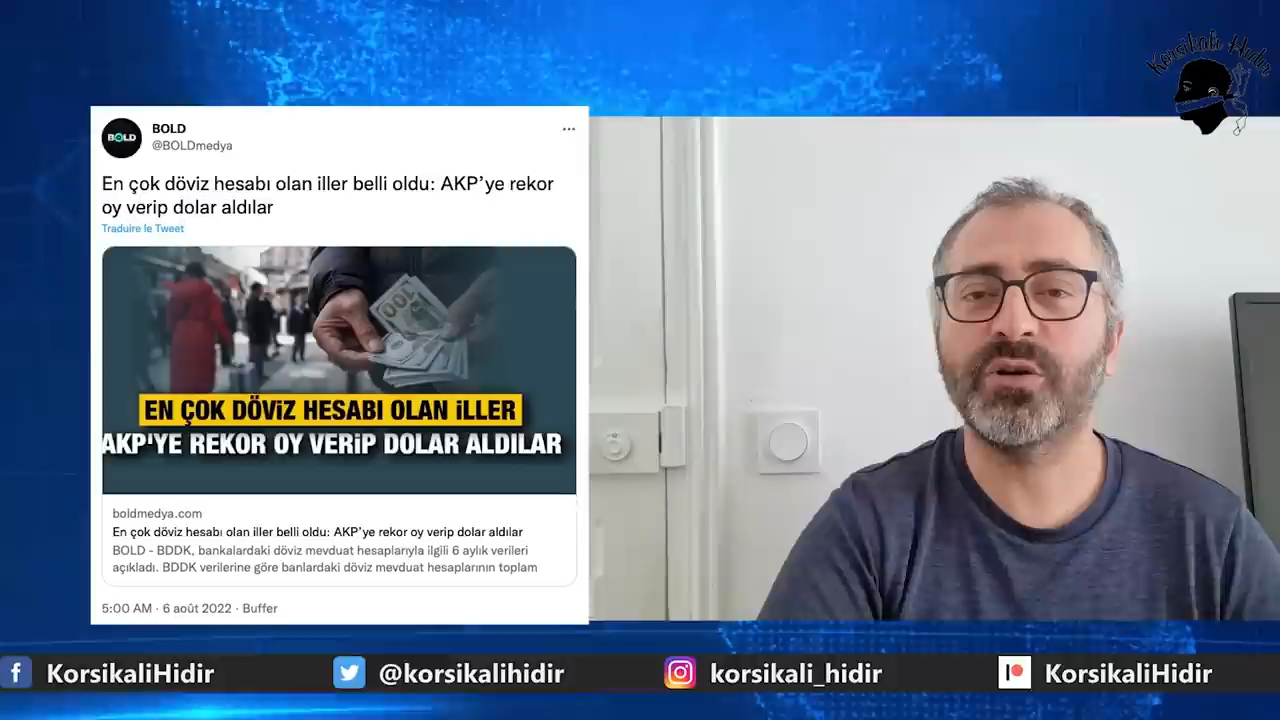 Korsikali Hidir
BOLD
BOLD
@BOLDmedya
En çok döviz hesabı olan iller belli oldu: AKP’ye rekor
oy verip dolar aldılar
Traduire le Tweet
100
EN ÇOK DÖVİZ HESABI OLAN İLLER
AKP'YE REKOR OY VERİP DOLAR ALDILAR
boldmedya.com
En çok döviz hesabı olan iller belli oldu: AKP’ye rekor oy verip dolar aldılar
BOLD - BDDK, bankalardaki döviz mevduat hesaplarıyla ilgili 6 aylık verileri
açıkladı. BDDK verilerine göre banlardaki döviz mevduat hesaplarının toplam
5:00 AM · 6 août 2022 · Buffer
KorsikaliHidir
@korsikalihidir
korsikali_hidir
KorsikaliHidir